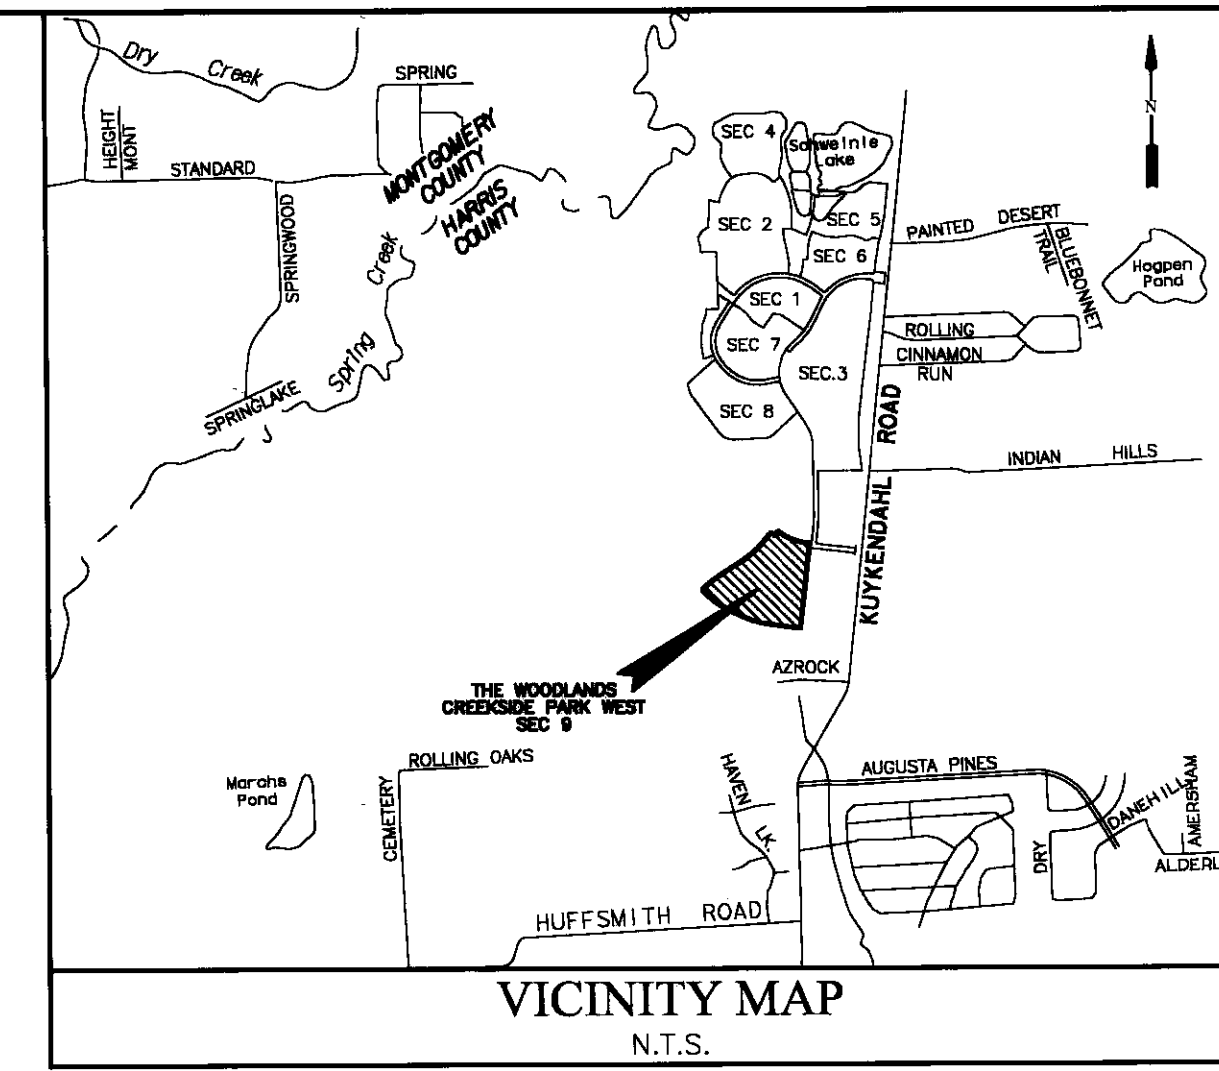 Dry Creek
SPRING
HEIGHT
MONT
STANDARD
MONTGOMERY
COUNTY
HARRIS
COUNTY
SPRINGWOOD
Spring Creek
SPRINGLAKE
SEC 4
Schweinle
Lake
SEC 2
SEC 5
SEC 6
SEC 1
SEC 7
SEC.3
SEC 8
N
PAINTED DESERT
BLUEBONNET
TRAIL
Hogpen
Pond
ROLLING
CINNAMON
RUN
KUYKENDAHL ROAD
INDIAN HILLS
AZROCK
THE WOODLANDS
CREEKSIDE PARK WEST
SEC 9
ROLLING OAKS
Marchs
Pond
CEMETERY
HAVEN
LK.
AUGUSTA PINES
DANEHILL
AMERSHAM
DRY
ALDERL
HUFFSMITH ROAD
VICINITY MAP
N.T.S.